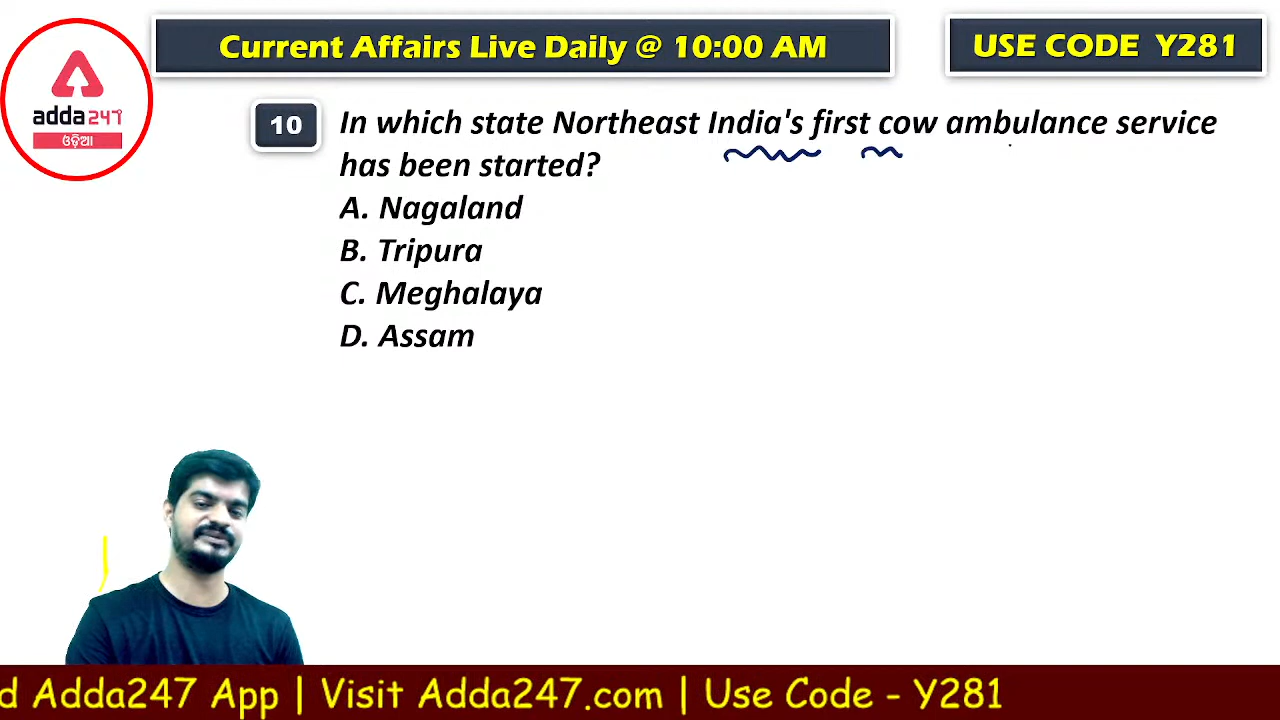 Current Affairs Live Daily @ 10:00 AM
USE CODE Y281
adda247
ଓଡ଼ିଆ
10 In which state Northeast India's first cow ambulance service
has been started?
A. Nagaland
B. Tripura
C. Meghalaya
D. Assam
d Adda247 App | Visit Adda247.com | Use Code - Y281